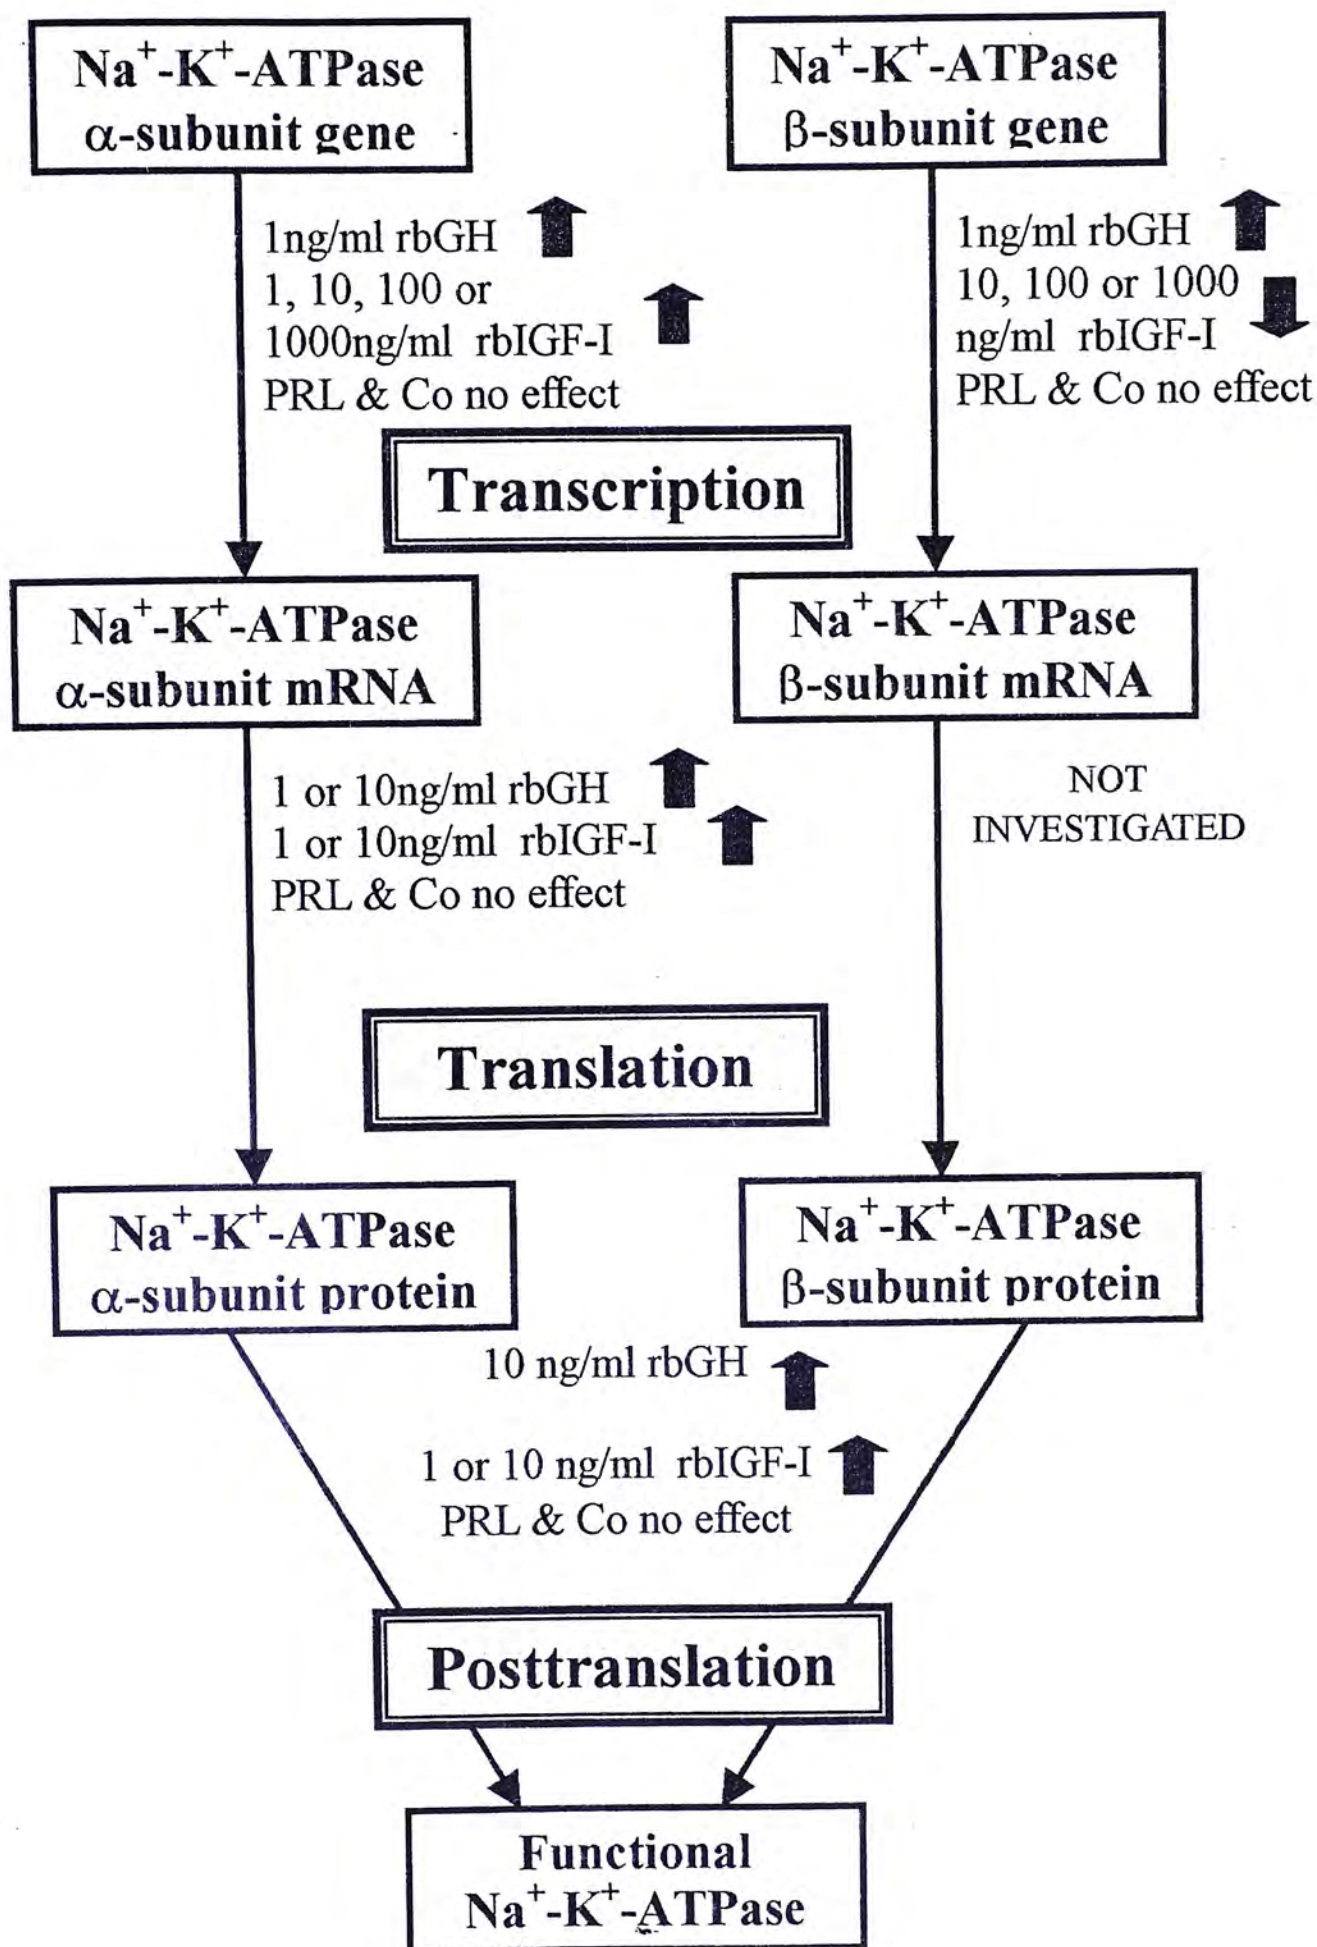 Na⁺-K⁺-ATPase
α-subunit gene
Na⁺-K⁺-ATPase
β-subunit gene
1ng/ml rbGH
1, 10, 100 or
1000ng/ml rbIGF-I
PRL & Co no effect
1ng/ml rbGH
10, 100 or 1000
ng/ml rbIGF-I
PRL & Co no effect
Transcription
Na⁺-K⁺-ATPase
α-subunit mRNA
Na⁺-K⁺-ATPase
β-subunit mRNA
1 or 10ng/ml rbGH
1 or 10ng/ml rbIGF-I
PRL & Co no effect
NOT
INVESTIGATED
Translation
Na⁺-K⁺-ATPase
α-subunit protein
Na⁺-K⁺-ATPase
β-subunit protein
10 ng/ml rbGH
1 or 10 ng/ml rbIGF-I
PRL & Co no effect
Posttranslation
Functional
Na⁺-K⁺-ATPase